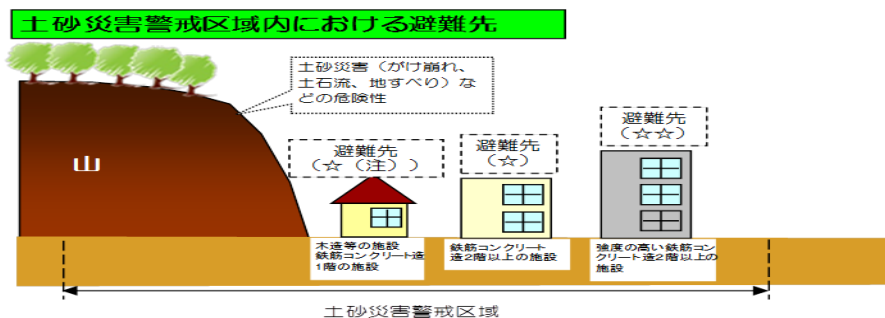 土砂災害警戒区域内における避難先
土砂災害（がけ崩れ、
土石流、地すべり）な
どの危険性
避難先
（☆☆）
避難先
（☆）
避難先
（☆（注））
山
木造等の施設
鉄筋コンクリート造
1階の施設
鉄筋コンクリート
造2階以上の施設
強度の高い鉄筋コン
クリート造2階以上の
施設
土砂災害警戒区域